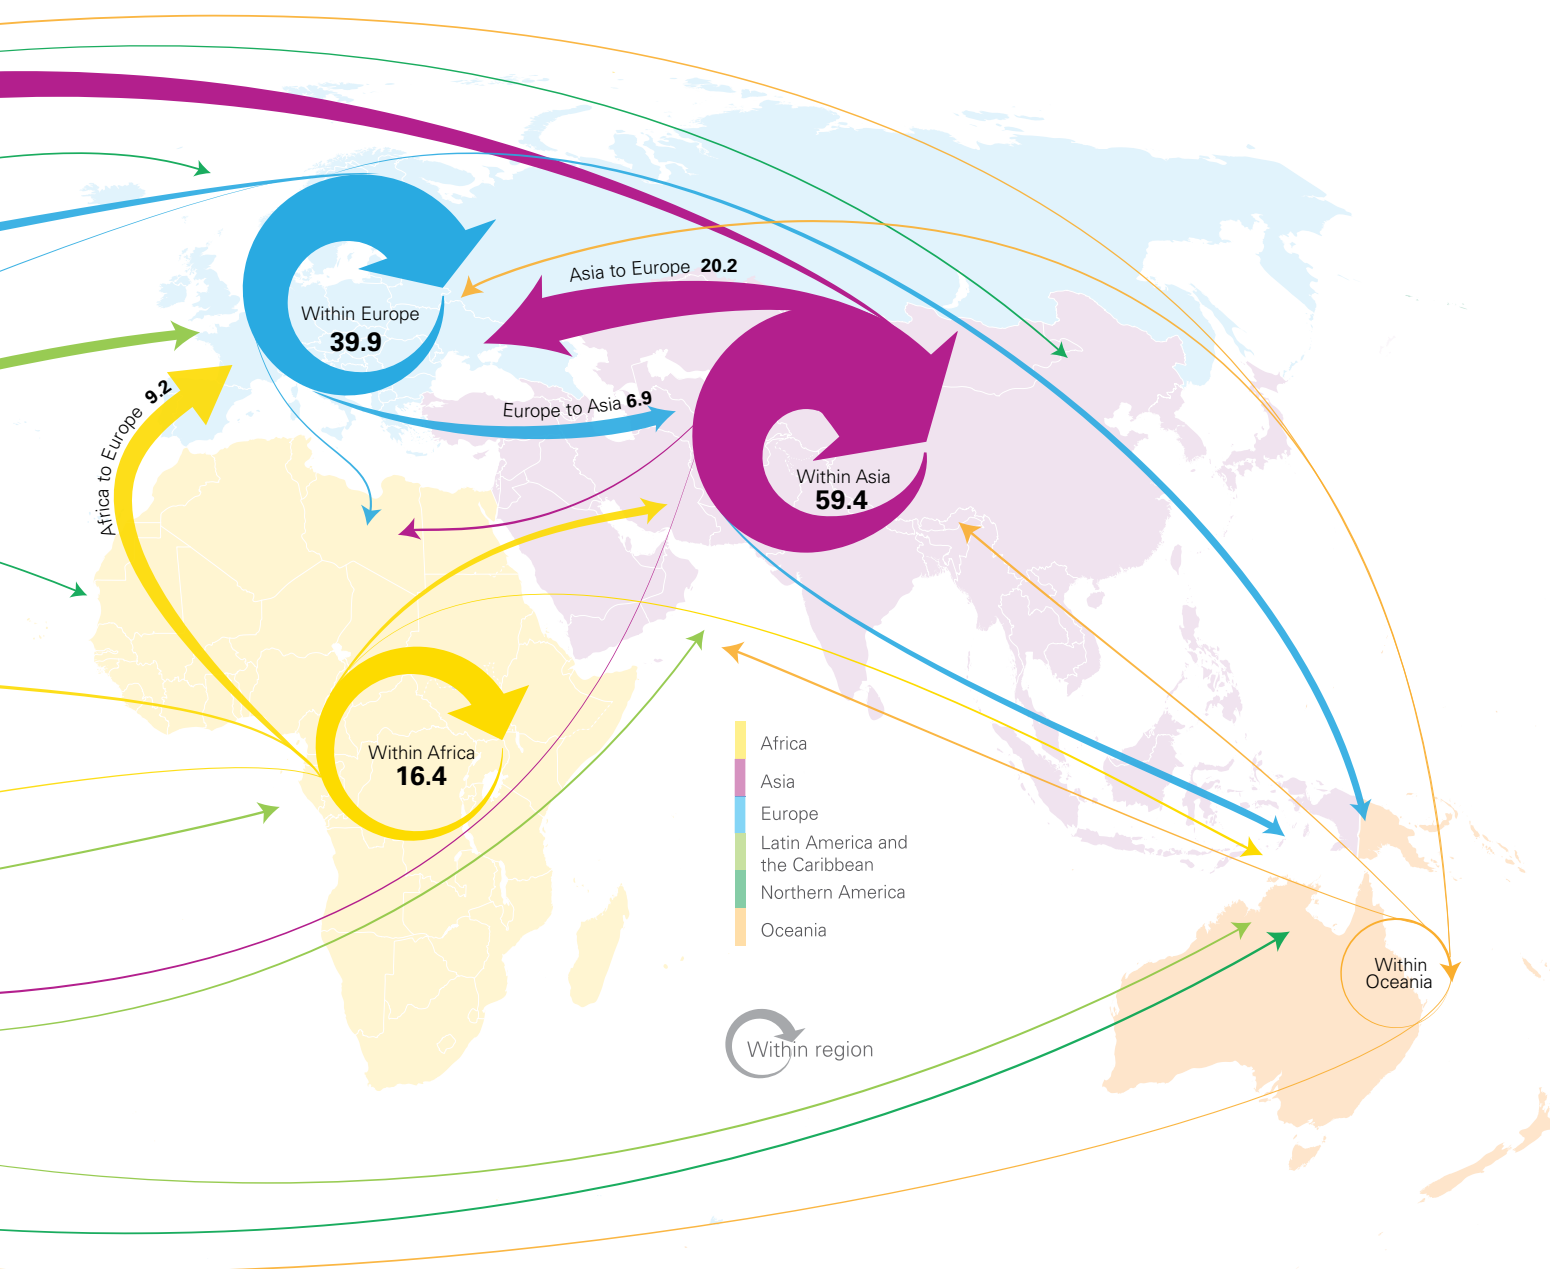 Asia to Europe 20.2
Within Europe
39.9
Africa to Europe 9.2
Europe to Asia 6.9
Within Asia
59.4
Within Africa
16.4
Africa
Asia
Europe
Latin America and
the Caribbean
Northern America
Oceania
Within
Oceania
Within region